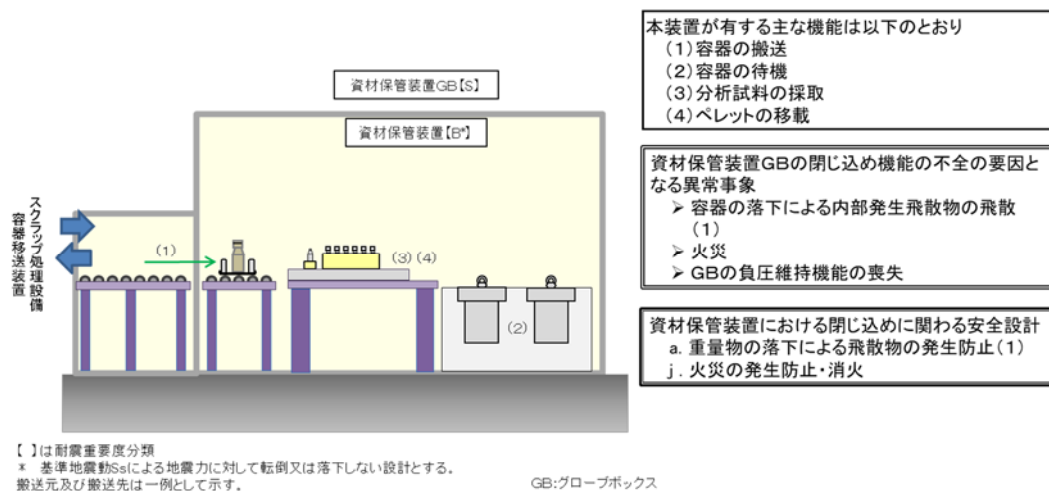 資材保管装置GB【S】
資材保管装置【B*】
スクラップ処理設備
容器移送装置
(1)
(3)(4)
(2)
【 】は耐震重要度分類
* 基準地震動Ssによる地震力に対して転倒又は落下しない設計とする。
搬送元及び搬送先は一例として示す。
GB:グローブボックス
本装置が有する主な機能は以下のとおり
(1)容器の搬送
(2)容器の待機
(3)分析試料の採取
(4)ペレットの移載
資材保管装置GBの閉じ込め機能の不全の要因と
なる異常事象
➢ 容器の落下による内部発生飛散物の飛散
(1)
➢ 火災
➢ GBの負圧維持機能の喪失
資材保管装置における閉じ込めに関わる安全設計
a. 重量物の落下による飛散物の発生防止(1)
j. 火災の発生防止・消火